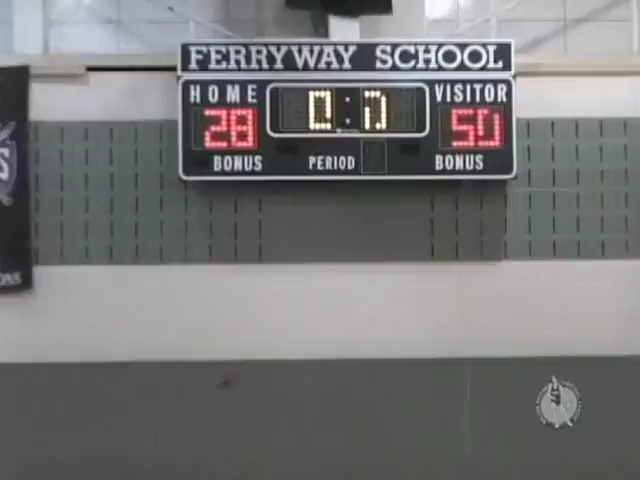 FERRYWAY SCHOOL
HOME 0:0 VISITOR
28 50
BONUS PERIOD BONUS